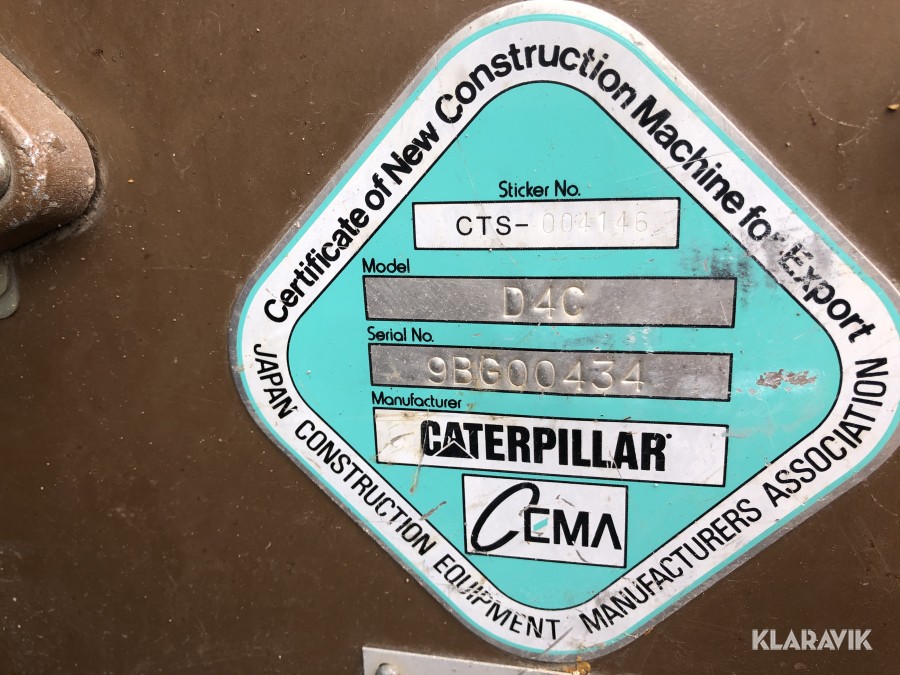 Certificate of New Construction Machine for Export
Sticker No.
CTS-004146
Model
D4C
Serial No.
9BG00434
Manufacturer
CATERPILLAR
CEMA
JAPAN CONSTRUCTION EQUIPMENT MANUFACTURERS ASSOCIATION
KLARAVIK